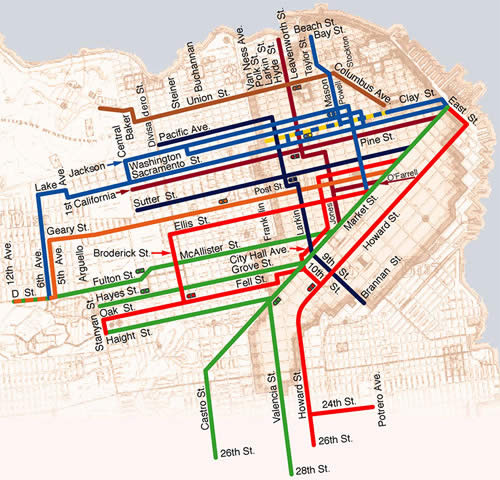 Beach St.
Bay St.
Van Ness Ave.
Polk St.
Larkin St.
Hyde
Leavenworth St.
Taylor St.
Stockton
Mason
Powell
Columbus Ave.
Buchannan
Steiner
Divisadero St.
Baker
Central
Union St.
Clay St.
East St.
Pacific Ave.
Jackson
Washington
Sacramento St.
Pine St.
Lake Ave.
1st California
Sutter St.
Post St.
O'Farrell
Geary St.
Ellis St.
Franklin
Larkin
Jones
Market St.
Howard St.
12th Ave.
6th Ave.
5th Ave.
Arguello
Broderick St.
McAllister St.
City Hall Ave.
9th St.
10th St.
Brannan St.
D St.
Fulton St.
Grove St.
Hayes St.
Fell St.
Oak St.
Stanyan St.
Haight St.
Castro St.
Valencia St.
Howard St.
24th St.
Potrero Ave.
26th St.
26th St.
28th St.